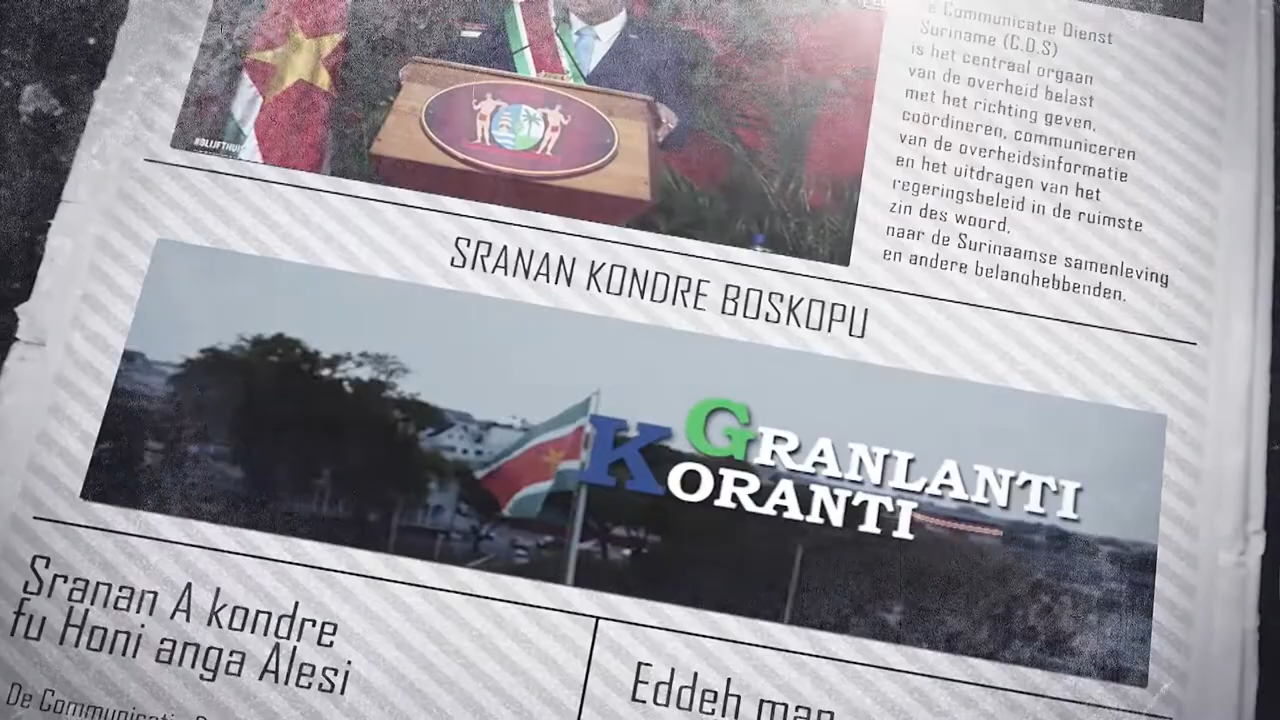 #BLIJFTHUIS
e Communicatie Dienst
Suriname (C.D.S)
is het centraal orgaan
van de overheid belast
met het richting geven,
coördineren, communiceren
van de overheidsinformatie
en het uitdragen van het
regeringsbeleid in de ruimste
zin des woord,
naar de Surinaamse samenleving
en andere belanghebbenden.
SRANAN KONDRE BOSKOPU
GRANLANTI
KORANTI
Sranan A kondre
fu Honi anga Alesi
De
Eddeh man